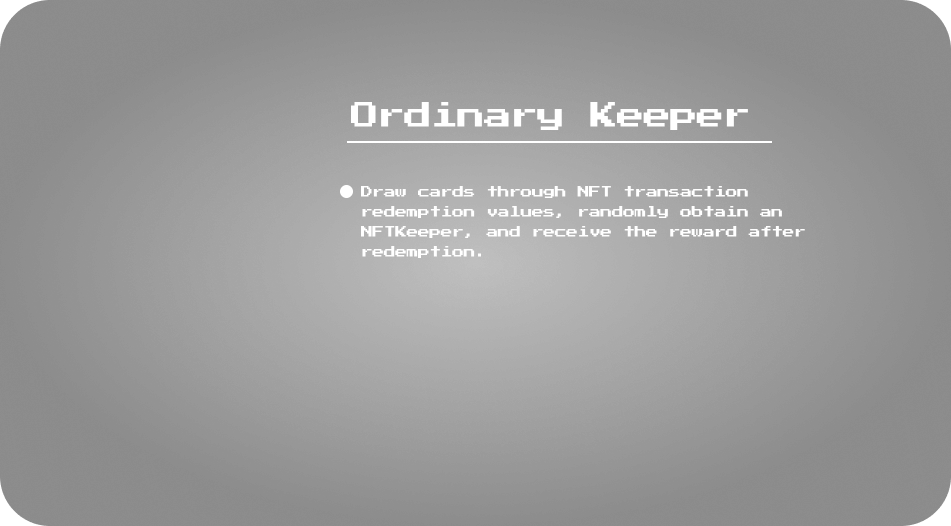 Ordinary Keeper
Draw cards through NFT transaction
redemption values, randomly obtain an
NFTKeeper, and receive the reward after
redemption.